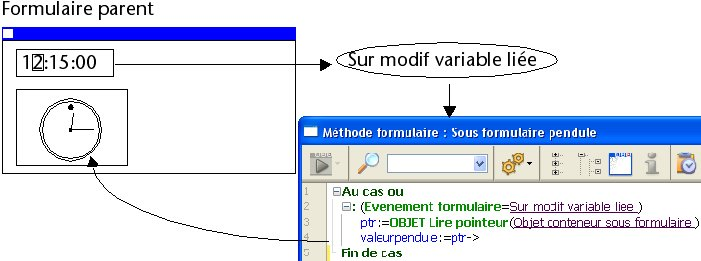 Formulaire parent
12:15:00
Sur modif variable liée
Méthode formulaire : Sous formulaire pendule
1
2
3
4
5
Au cas ou
: (Evenement formulaire=Sur modif variable liee )
ptr:=OBJET Lire pointeur(Objet conteneur sous formulaire )
valeurpendue:=ptr->
Fin de cas